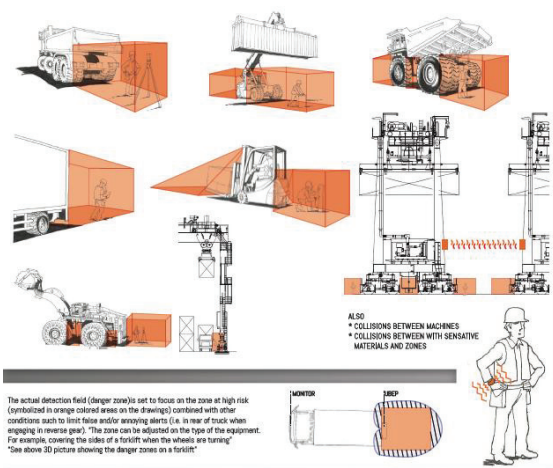 ALSO
* COLLISIONS BETWEEN MACHINES
* COLLISIONS BETWEEN WITH SENSATIVE
MATERIALS AND ZONES
The actual detection field (danger zone)is set to focus on the zone at high risk
(symbolized in orange colored areas on the drawings) combined with other
conditions such to limit false and/or annoying alerts (i.e. in rear of truck when
engaging in reverse gear). "The zone can be adjusted on the type of the equipment.
For example, covering the sides of a forklift when the wheels are turning"
"See above 3D picture showing the danger zones on a forklift"
MONITOR